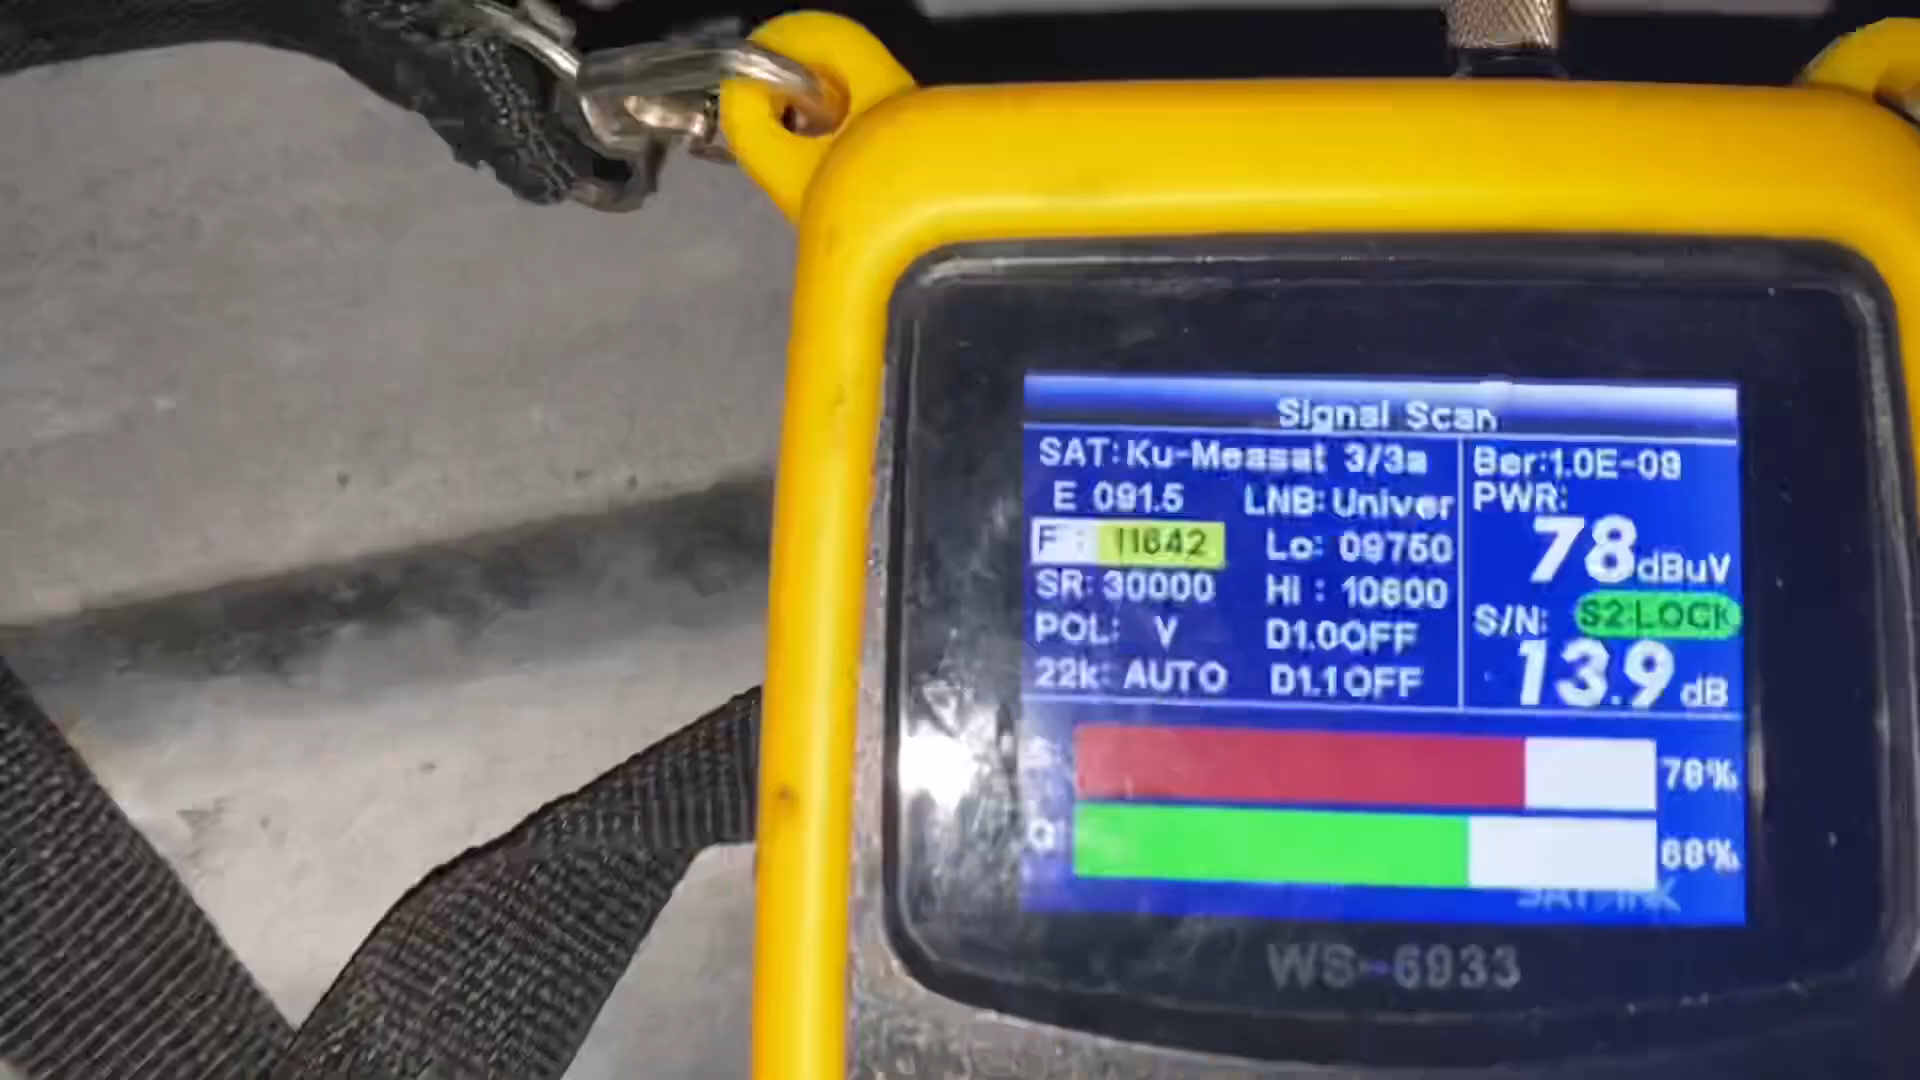 Signal Scan
SAT: Ku-Measat 3/3a
E 091.5 LNB: Univer
F : 11642 Lo: 09750
SR: 30000 Hi : 10600
POL: V D1.0OFF
22k: AUTO D1.1OFF
Ber:1.0E-09
PWR:
78dBuV
S/N: S2:LOCK
13.9 dB
S 78%
Q 68%
SATLINK
WS-6933